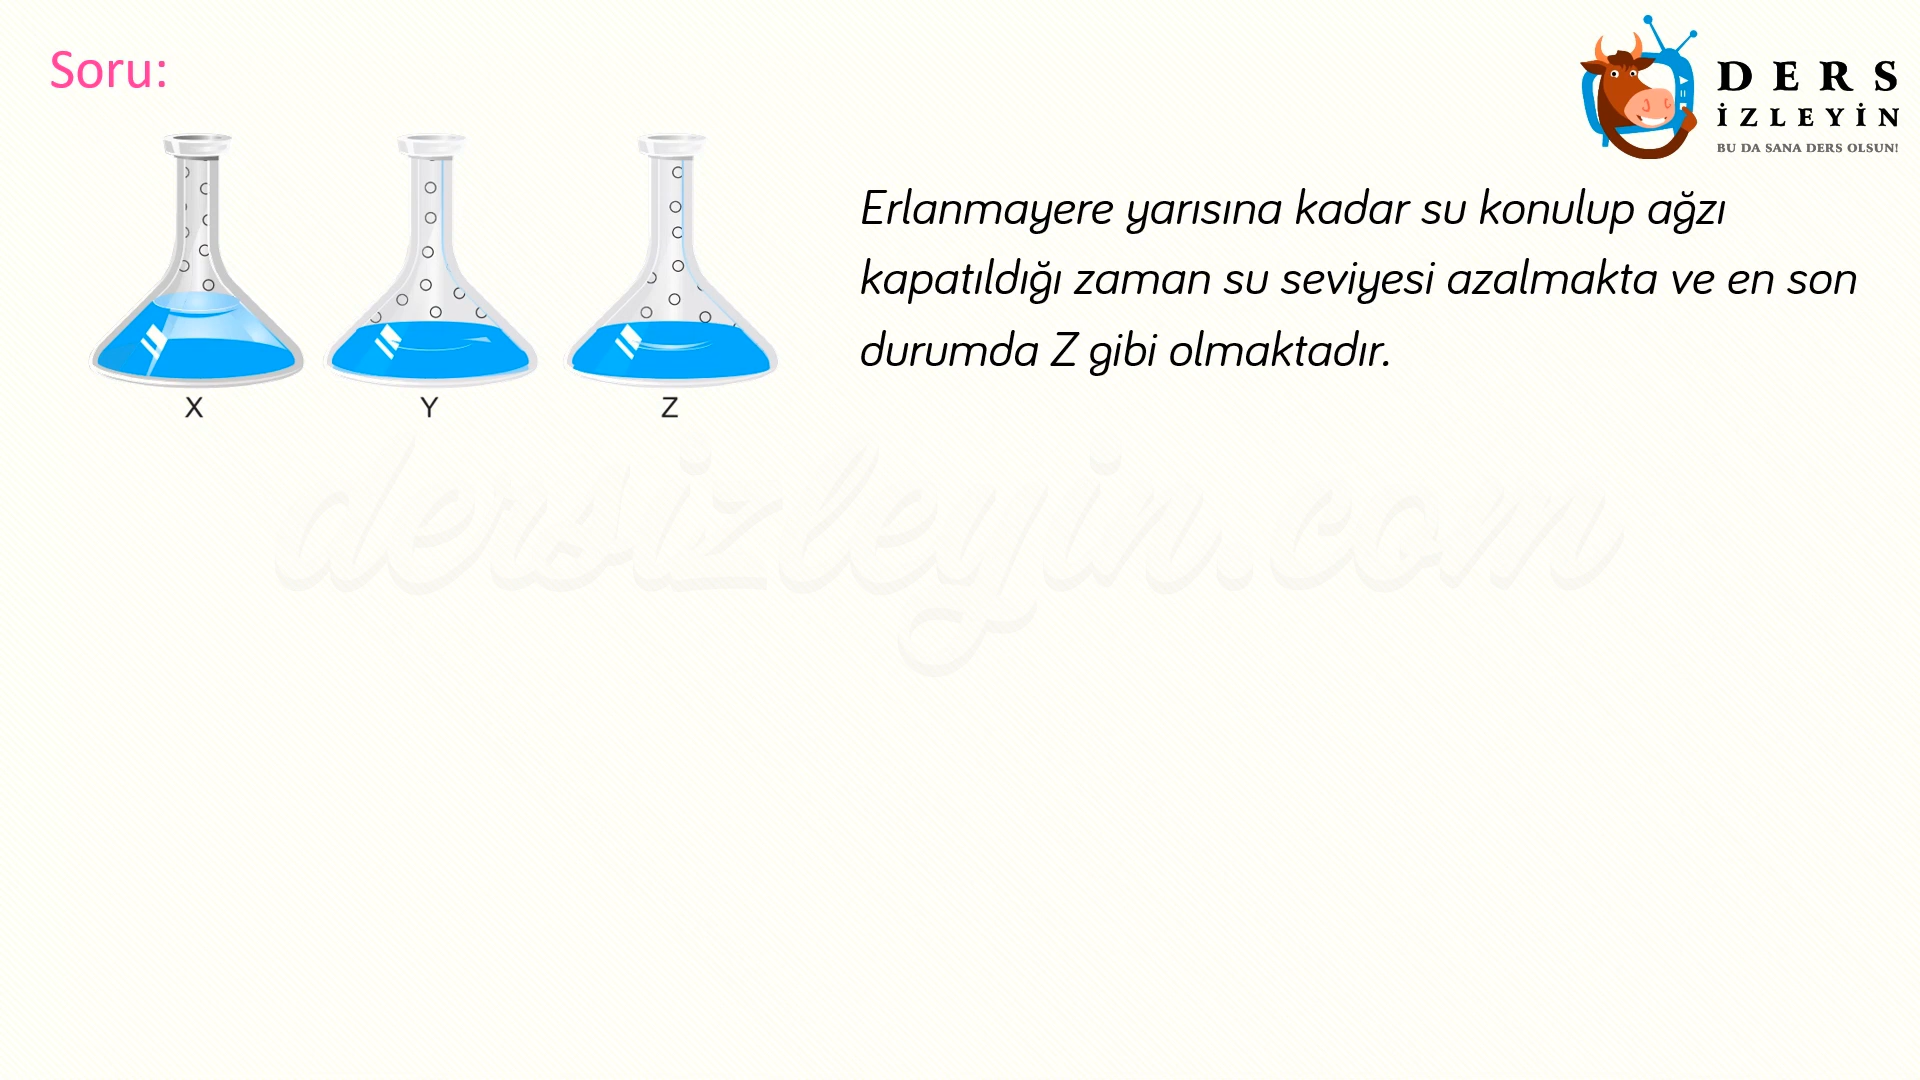 Soru:
DERS
İZLEYİN
BU DA SANA DERS OLSUN!
Erlanmayere yarısına kadar su konulup ağzı
kapatıldığı zaman su seviyesi azalmakta ve en son
durumda Z gibi olmaktadır.
X Y Z
dersizleyin.com